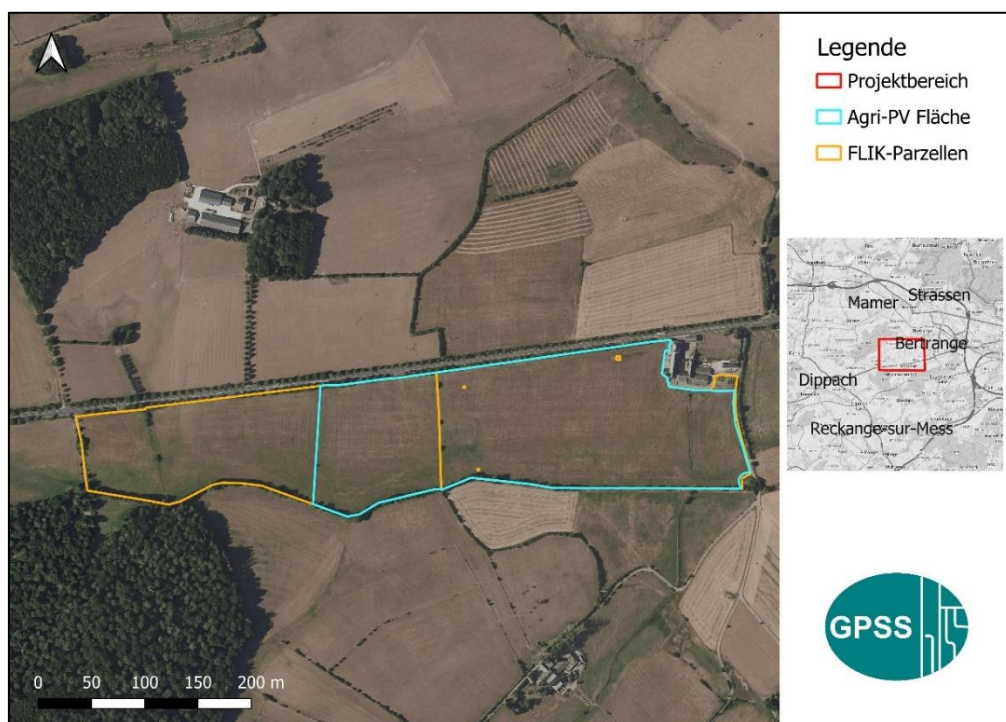 Legende
Projektbereich
Agri-PV Fläche
FLIK-Parzellen
Strassen
Mamer
Bertrange
Dippach
Reckange-sur-Mess
GPSS
0 50 100 150 200 m